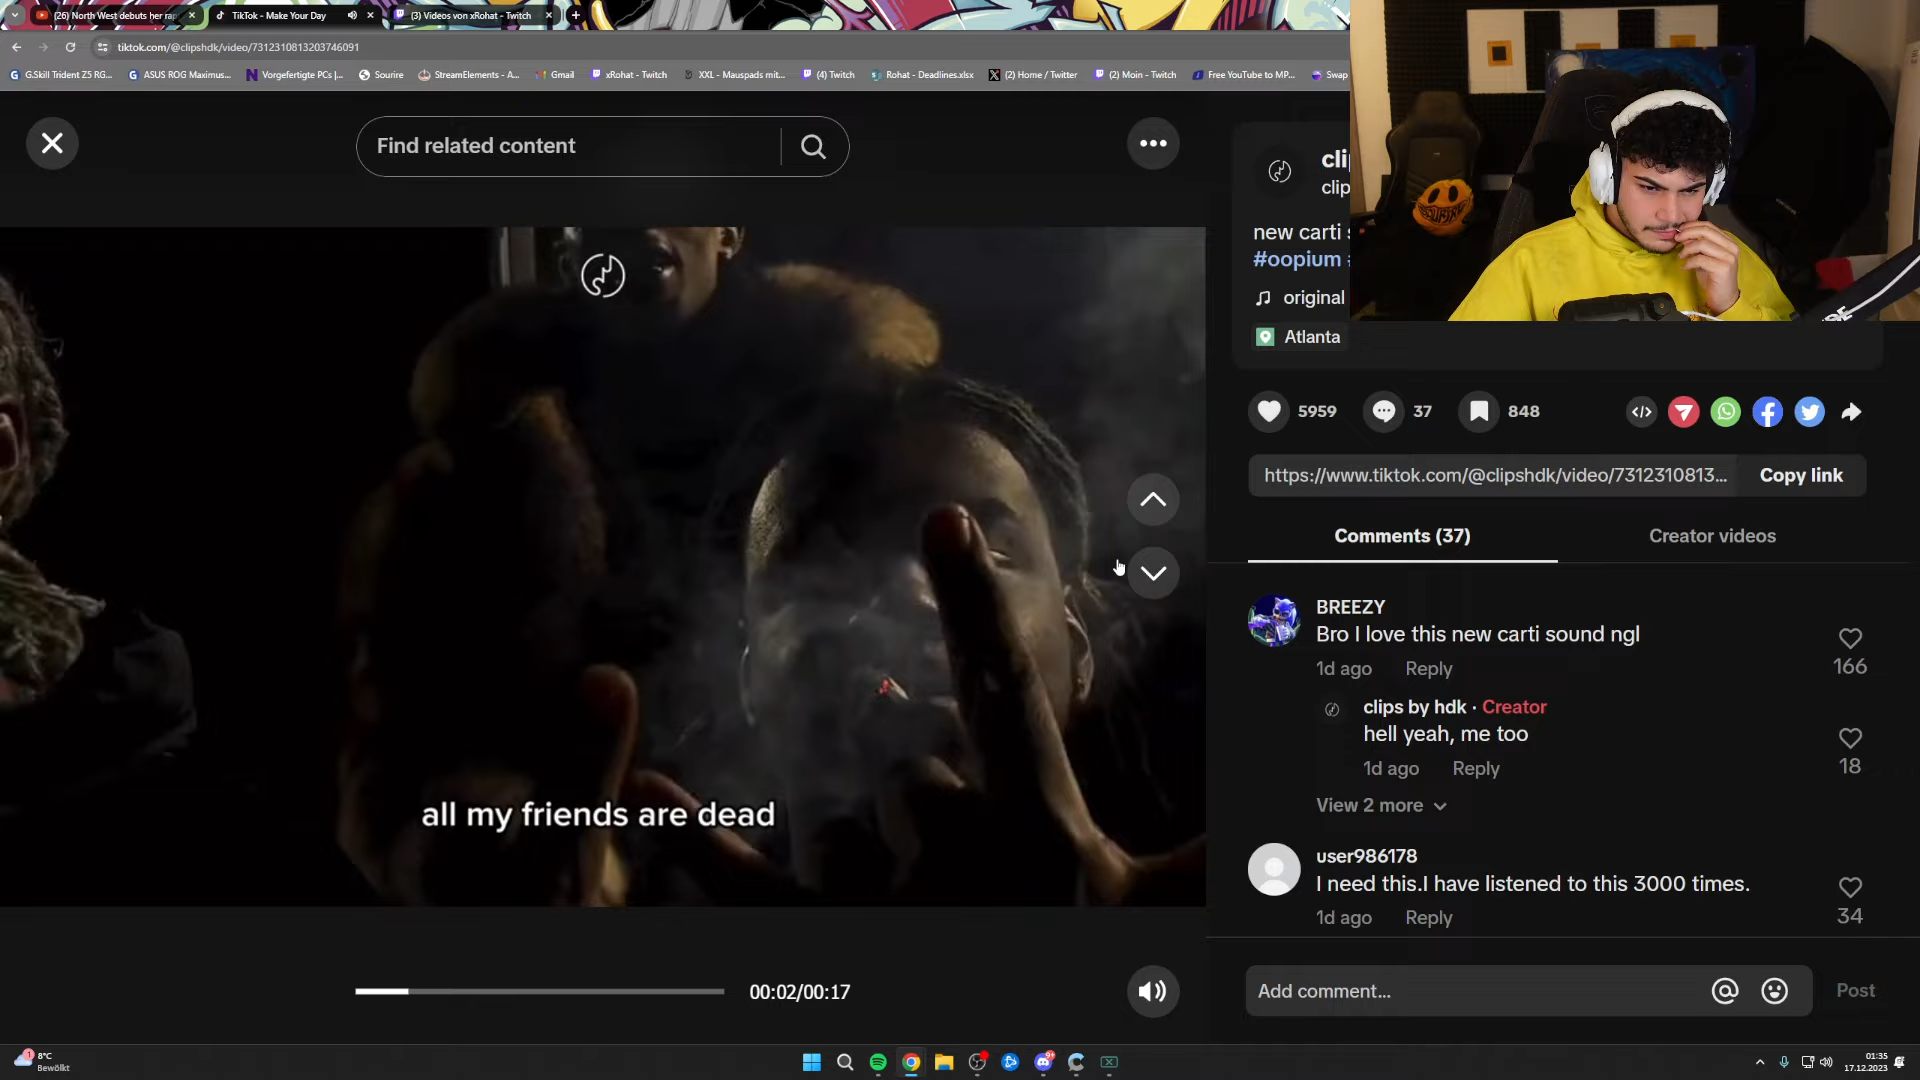 (26) North West debuts her rap
TikTok - Make Your Day
(3) Videos von xRohat - Twitch
tiktok.com/@clipshdk/video/7312310813203746091
G.Skill Trident Z5 RG...
ASUS ROG Maximus...
Vorgefertigte PCs |...
Sourire
StreamElements - A...
Gmail
xRohat - Twitch
XXL - Mauspads mit...
(4) Twitch
Rohat - Deadlines.xlsx
(2) Home / Twitter
(2) Moin - Twitch
Free YouTube to MP...
Swap
Find related content
cli
clip
new carti
#oopium
original
Atlanta
5959
37
848
https://www.tiktok.com/@clipshdk/video/7312310813...
Copy link
Comments (37)
Creator videos
BREEZY
Bro I love this new carti sound ngl
1d ago Reply
166
clips by hdk · Creator
hell yeah, me too
1d ago Reply
18
View 2 more
user986178
I need this.I have listened to this 3000 times.
1d ago Reply
34
all my friends are dead
00:02/00:17
Add comment...
Post
1
8°C
Bewölkt
01:35
17.12.2023